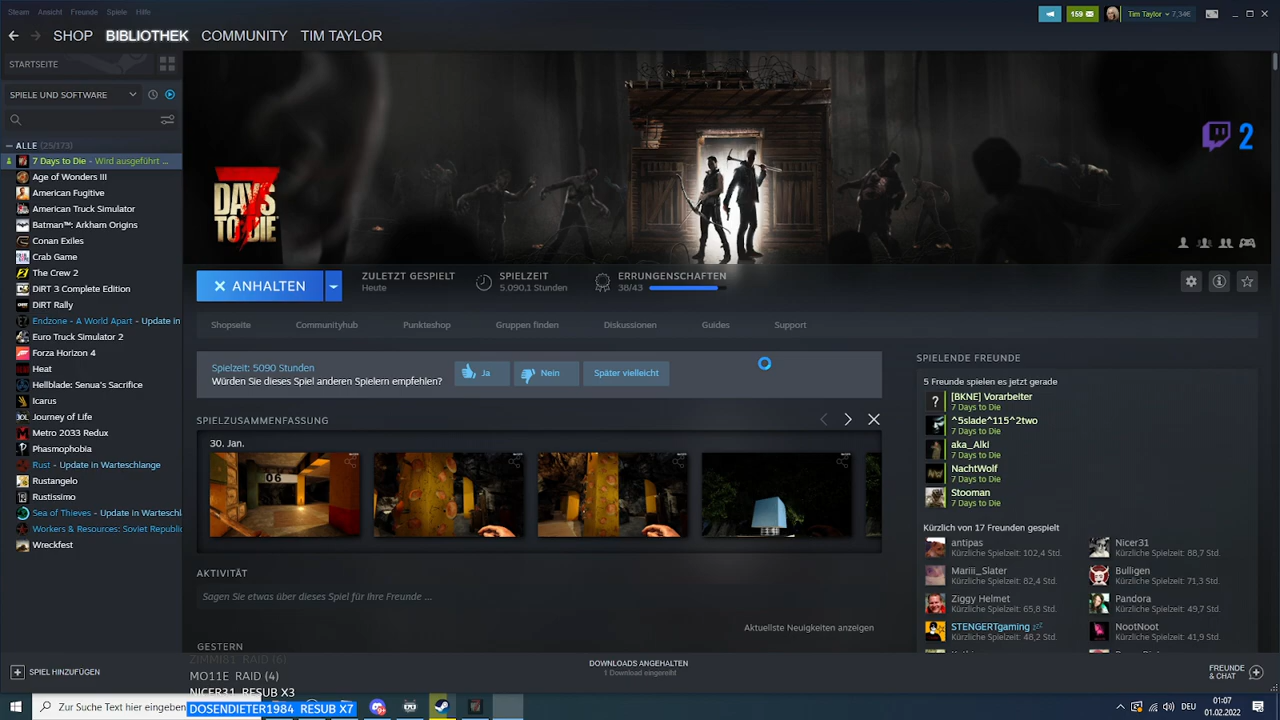 Steam Ansicht Freunde Spiele Hilfe
159
Tim Taylor 7,34€
SHOP BIBLIOTHEK COMMUNITY TIM TAYLOR
STARTSEITE
SPIELE UND SOFTWARE
ALLE (25/173)
7 Days to Die - Wird ausgeführt ...
Age of Wonders III
American Fugitive
American Truck Simulator
Batman™: Arkham Origins
Conan Exiles
Crab Game
The Crew 2
DiRT 3 Complete Edition
DiRT Rally
Endzone - A World Apart - Update in
Euro Truck Simulator 2
Forza Horizon 4
Heat
Hellblade: Senua's Sacrifice
Icarus
Journey of Life
Metro 2033 Redux
Phasmophobia
Rust - Update in Warteschlange
Rustangelo
Rustissimo
Sea of Thieves - Update in Warteschla
Workers & Resources: Soviet Republic
Wreckfest
SPIEL HINZUFÜGEN
7
DAYS
TO DIE
2
ANHALTEN
ZULETZT GESPIELT
Heute
SPIELZEIT
5.090,1 Stunden
ERRUNGENSCHAFTEN
38/43
Shopseite Communityhub Punkteshop Gruppen finden Diskussionen Guides Support
Spielzeit: 5090 Stunden
Würden Sie dieses Spiel anderen Spielern empfehlen?
Ja Nein Später vielleicht
SPIELZUSAMMENFASSUNG
30. Jan.
06
AKTIVITÄT
Sagen Sie etwas über dieses Spiel für Ihre Freunde ...
Aktuellste Neuigkeiten anzeigen
GESTERN
SPIELENDE FREUNDE
5 Freunde spielen es jetzt gerade
?
[BKNE] Vorarbeiter
7 Days to Die
^5slade^115^2two
7 Days to Die
aka_Alki
7 Days to Die
NachtWolf
7 Days to Die
Stooman
7 Days to Die
Kürzlich von 17 Freunden gespielt
antipas
Kürzliche Spielzeit: 102,4 Std.
Nicer31
Kürzliche Spielzeit: 88,7 Std.
Mariii_Slater
Kürzliche Spielzeit: 82,4 Std.
Bulligen
Kürzliche Spielzeit: 71,3 Std.
Ziggy Helmet
Kürzliche Spielzeit: 65,8 Std.
Pandora
Kürzliche Spielzeit: 49,7 Std.
STENGERTgaming zzz
Kürzliche Spielzeit: 48,2 Std.
NootNoot
Kürzliche Spielzeit: 41,9 Std.
ZIMMI81 RAID (6)
MO11E RAID (4)
NICER31 RESUB X3
DOSENDIETER1984 RESUB X7
DOWNLOADS ANGEHALTEN
1 Download eingereiht
FREUNDE
& CHAT
Zur Suche Text hier eingeben
DEU
01:07
01.02.2022